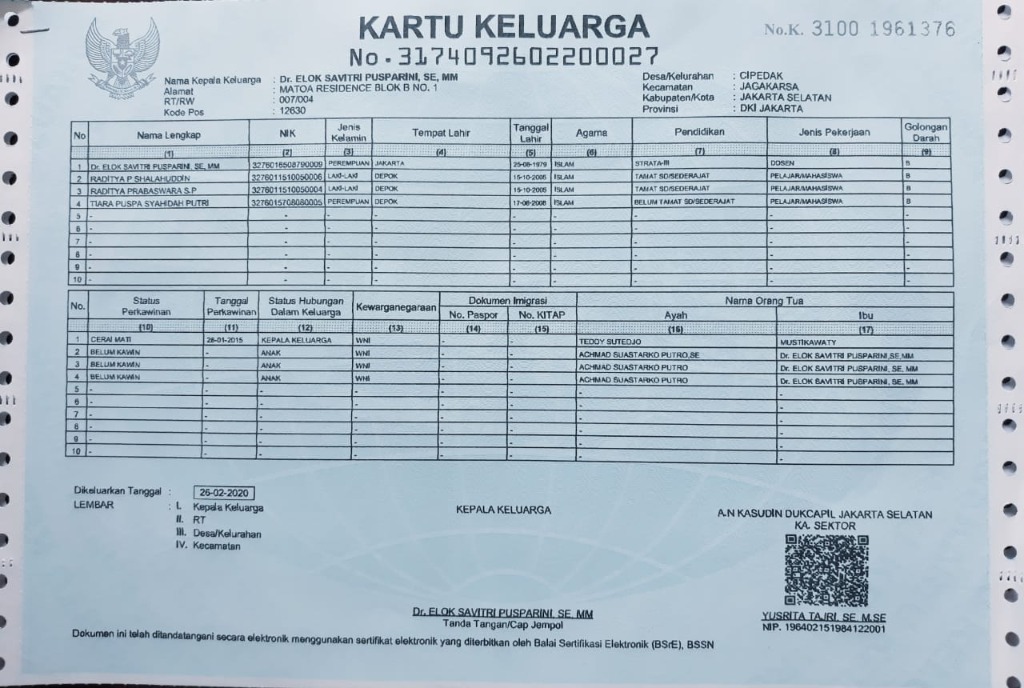 KARTU KELUARGA
No.K. 3100 1961376
No.3174092602200027
Nama Kepala Keluarga : Dr. ELOK SAVITRI PUSPARINI, SE, MM
Alamat : MATOA RESIDENCE BLOK B NO. 1
RT/RW : 007/004
Kode Pos : 12630
Desa/Kelurahan : CIPEDAK
Kecamatan : JAGAKARSA
Kabupaten/Kota : JAKARTA SELATAN
Provinsi : DKI JAKARTA
No Nama Lengkap NIK Jenis Kelamin Tempat Lahir Tanggal Lahir Agama Pendidikan Jenis Pekerjaan Golongan Darah
(1) (2) (3) (4) (5) (6) (7) (8) (9)
1 Dr. ELOK SAVITRI PUSPARINI, SE, MM 3276016508790009 PEREMPUAN JAKARTA 25-08-1979 ISLAM STRATA-III DOSEN B
2 RADITYA P SHALAHUDDIN 3276011510050006 LAKI-LAKI DEPOK 15-10-2005 ISLAM TAMAT SD/SEDERAJAT PELAJAR/MAHASISWA B
3 RADITYA PRABASWARA S.P 3276011510050004 LAKI-LAKI DEPOK 15-10-2005 ISLAM TAMAT SD/SEDERAJAT PELAJAR/MAHASISWA B
4 TIARA PUSPA SYAHIDAH PUTRI 3276015708080005 PEREMPUAN DEPOK 17-08-2008 ISLAM BELUM TAMAT SD/SEDERAJAT PELAJAR/MAHASISWA B
5 - - - - - - - - -
6 - - - - - - - - -
7 - - - - - - - - -
8 - - - - - - - - -
9 - - - - - - - - -
10 - - - - - - - - -
No. Status Perkawinan Tanggal Perkawinan Status Hubungan Dalam Keluarga Kewarganegaraan Dokumen Imigrasi Nama Orang Tua
No. Paspor No. KITAP Ayah Ibu
(10) (11) (12) (13) (14) (15) (16) (17)
1 CERAI MATI 28-01-2015 KEPALA KELUARGA WNI TEDDY SUTEDJO MUSTIKAWATY
2 BELUM KAWIN - ANAK WNI - - ACHMAD SUASTARKO PUTRO,SE Dr. ELOK SAVITRI PUSPARINI,SE,MM
3 BELUM KAWIN - ANAK WNI - - ACHMAD SUASTARKO PUTRO Dr. ELOK SAVITRI PUSPARINI, SE, MM
4 BELUM KAWIN - ANAK WNI - - ACHMAD SUASTARKO PUTRO Dr. ELOK SAVITRI PUSPARINI, SE, MM
5 - - - - - - - -
6 - - - - - - - -
7 - - - - - - - -
8 - - - - - - - -
9 - - - - - - - -
10 - - - - - - - -
Dikeluarkan Tanggal : 26-02-2020
LEMBAR : I. Kepala Keluarga
II. RT
III. Desa/Kelurahan
IV. Kecamatan
KEPALA KELUARGA
Dr. ELOK SAVITRI PUSPARINI, SE, MM
Tanda Tangan/Cap Jempol
A.N KASUDIN DUKCAPIL JAKARTA SELATAN
KA. SEKTOR
YUSRITA TAJRI, SE, M.SE
NIP. 196402151984122001
Dokumen ini telah ditandatangani secara elektronik menggunakan sertifikat elektronik yang diterbitkan oleh Balai Sertifikasi Elektronik (BSrE), BSSN